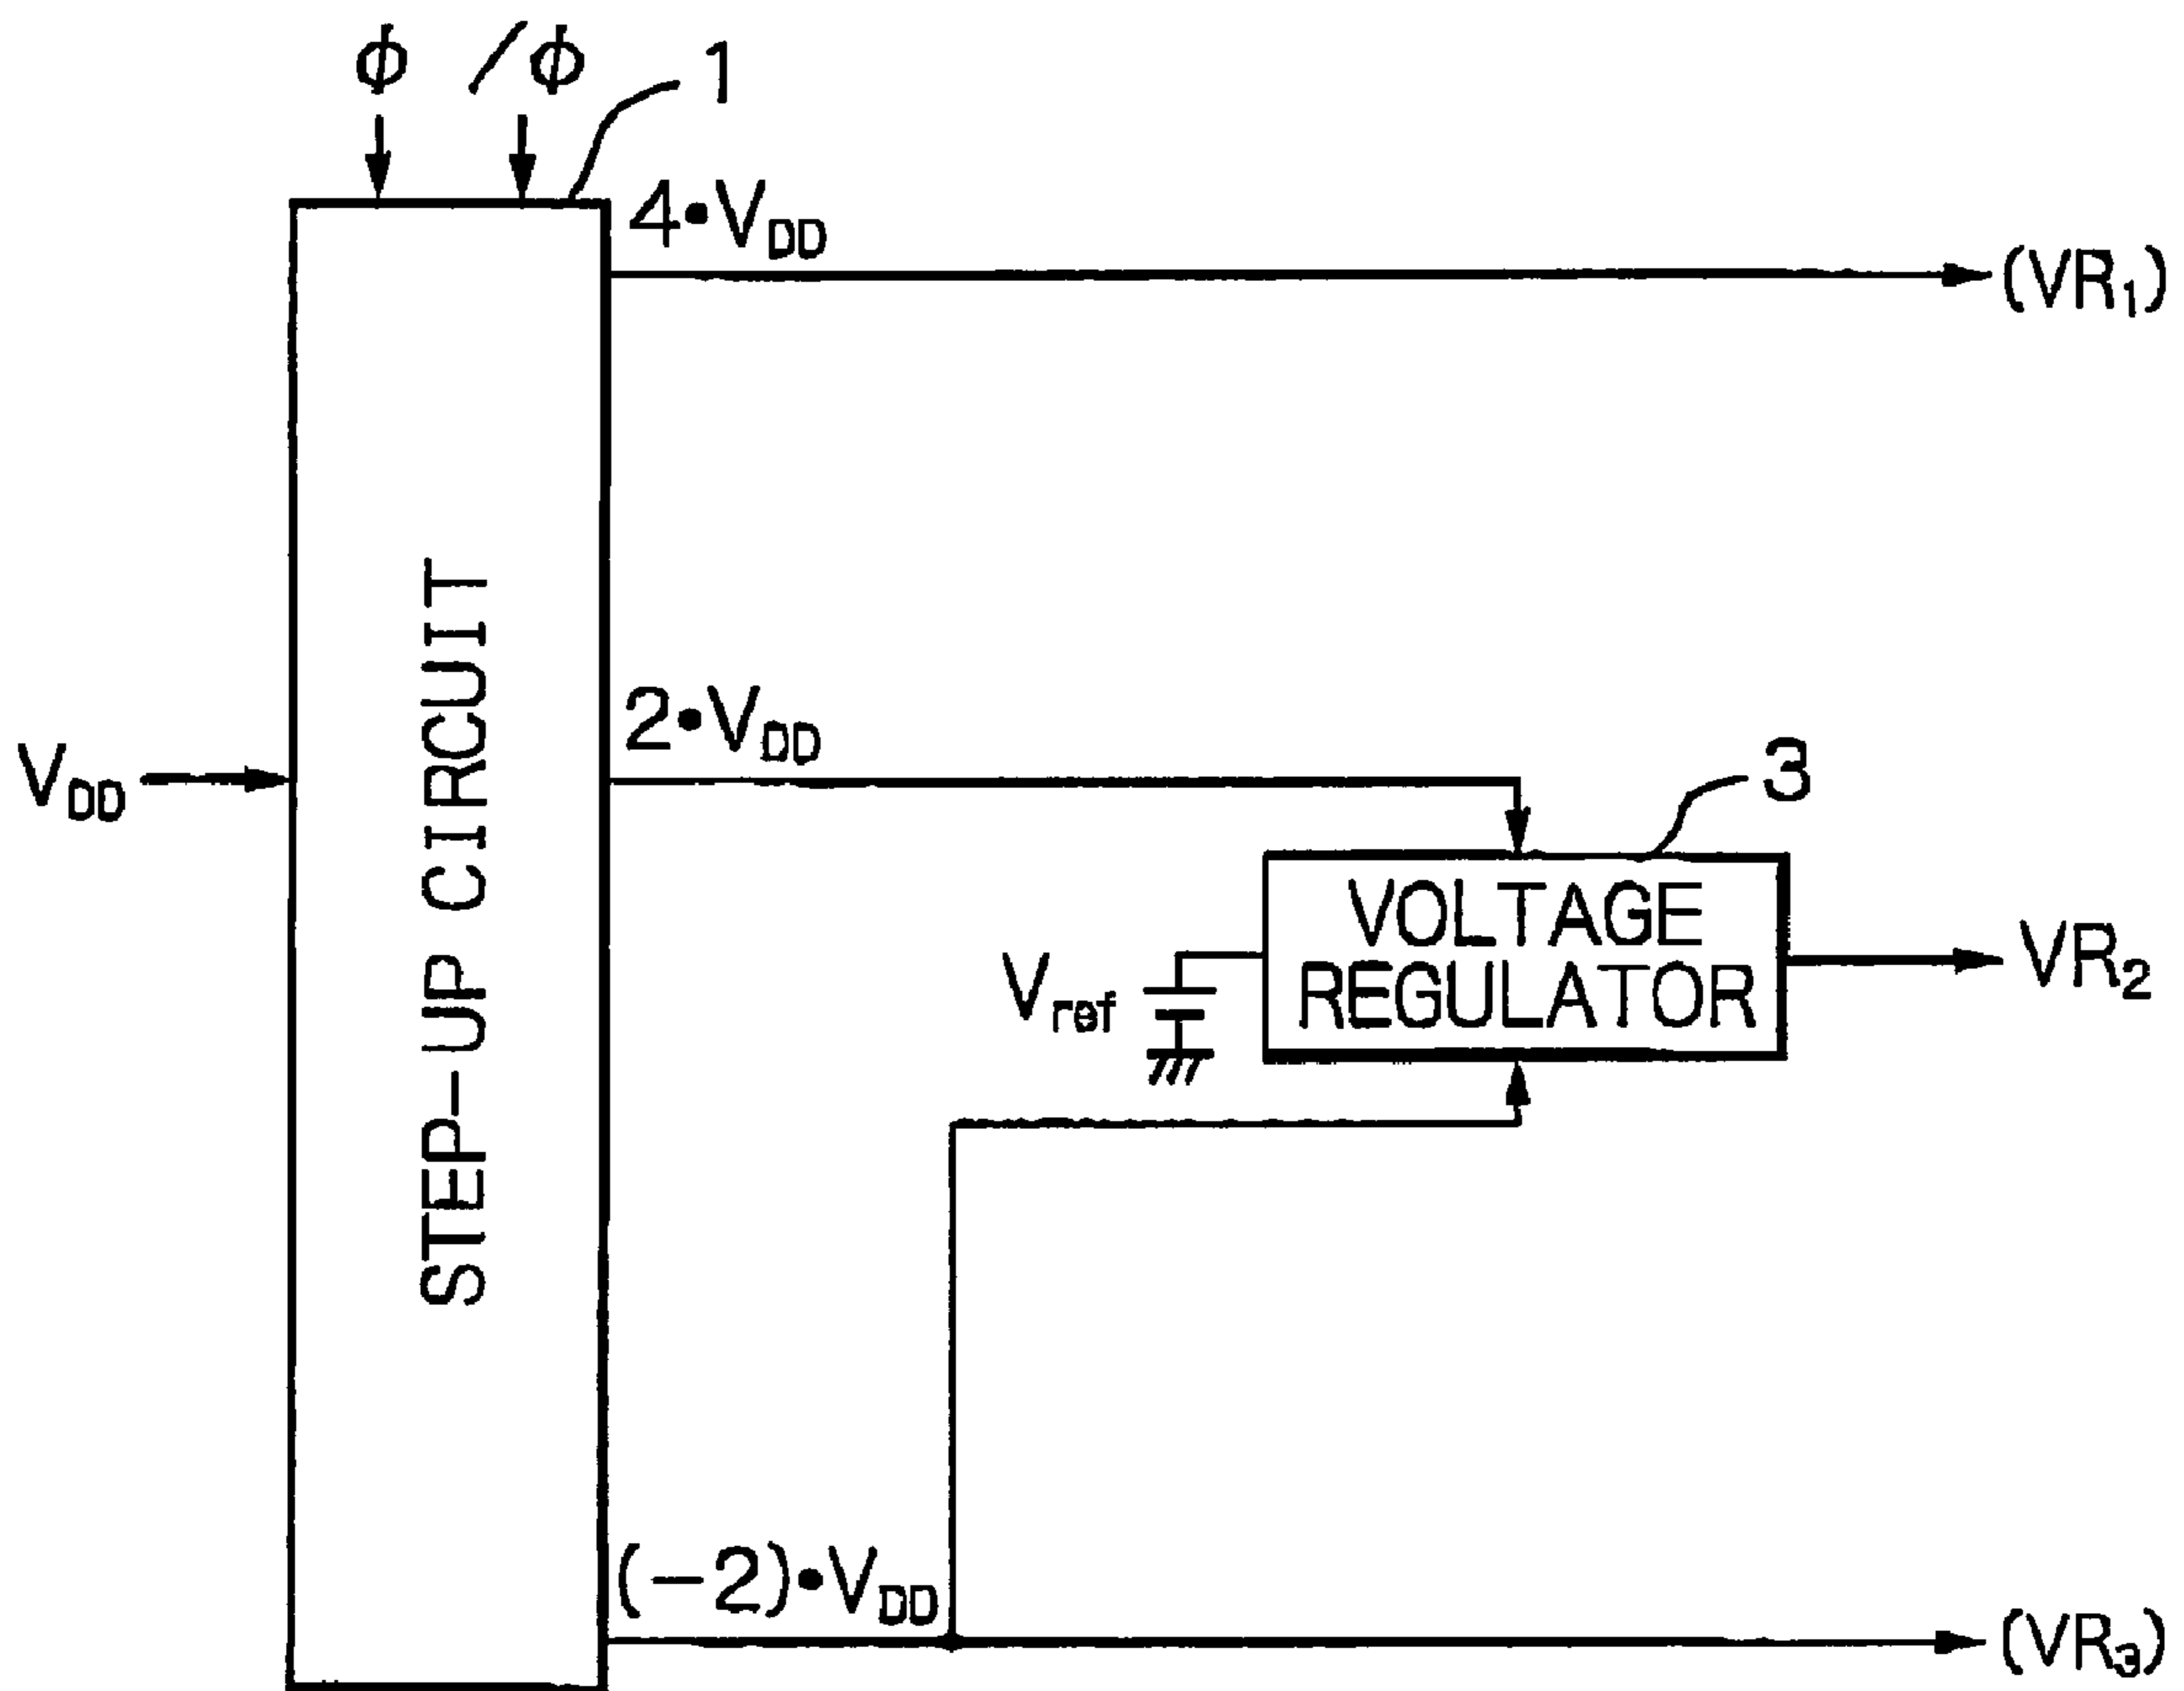 ϕ /ϕ 1
4•VDD
(VR1)
STEP-UP CIRCUIT
2•VDD
VDD
3
VOLTAGE
REGULATOR
Vref
VR2
(-2)•VDD
(VR3)